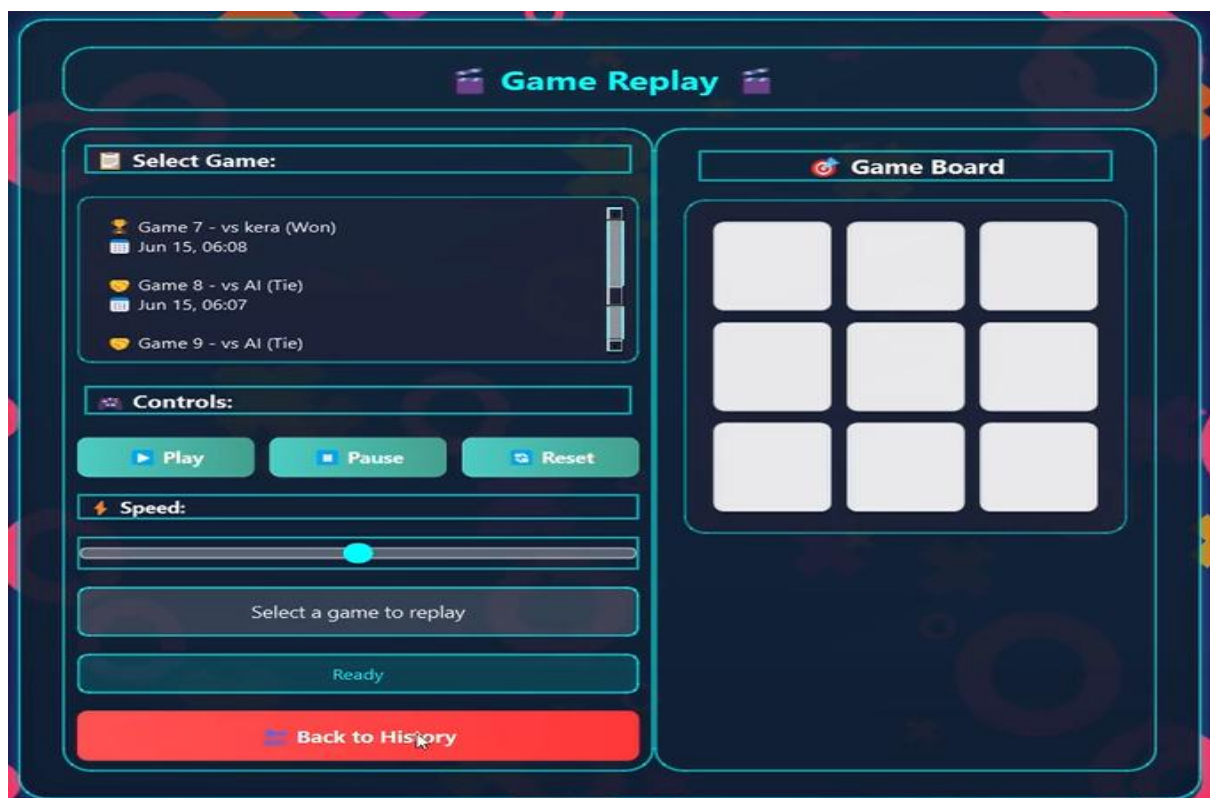 Game Replay
Select Game:
Game 7 - vs kera (Won)
Jun 15, 06:08
Game 8 - vs AI (Tie)
Jun 15, 06:07
Game 9 - vs AI (Tie)
Controls:
Play Pause Reset
Speed:
Select a game to replay
Ready
Back to History
Game Board